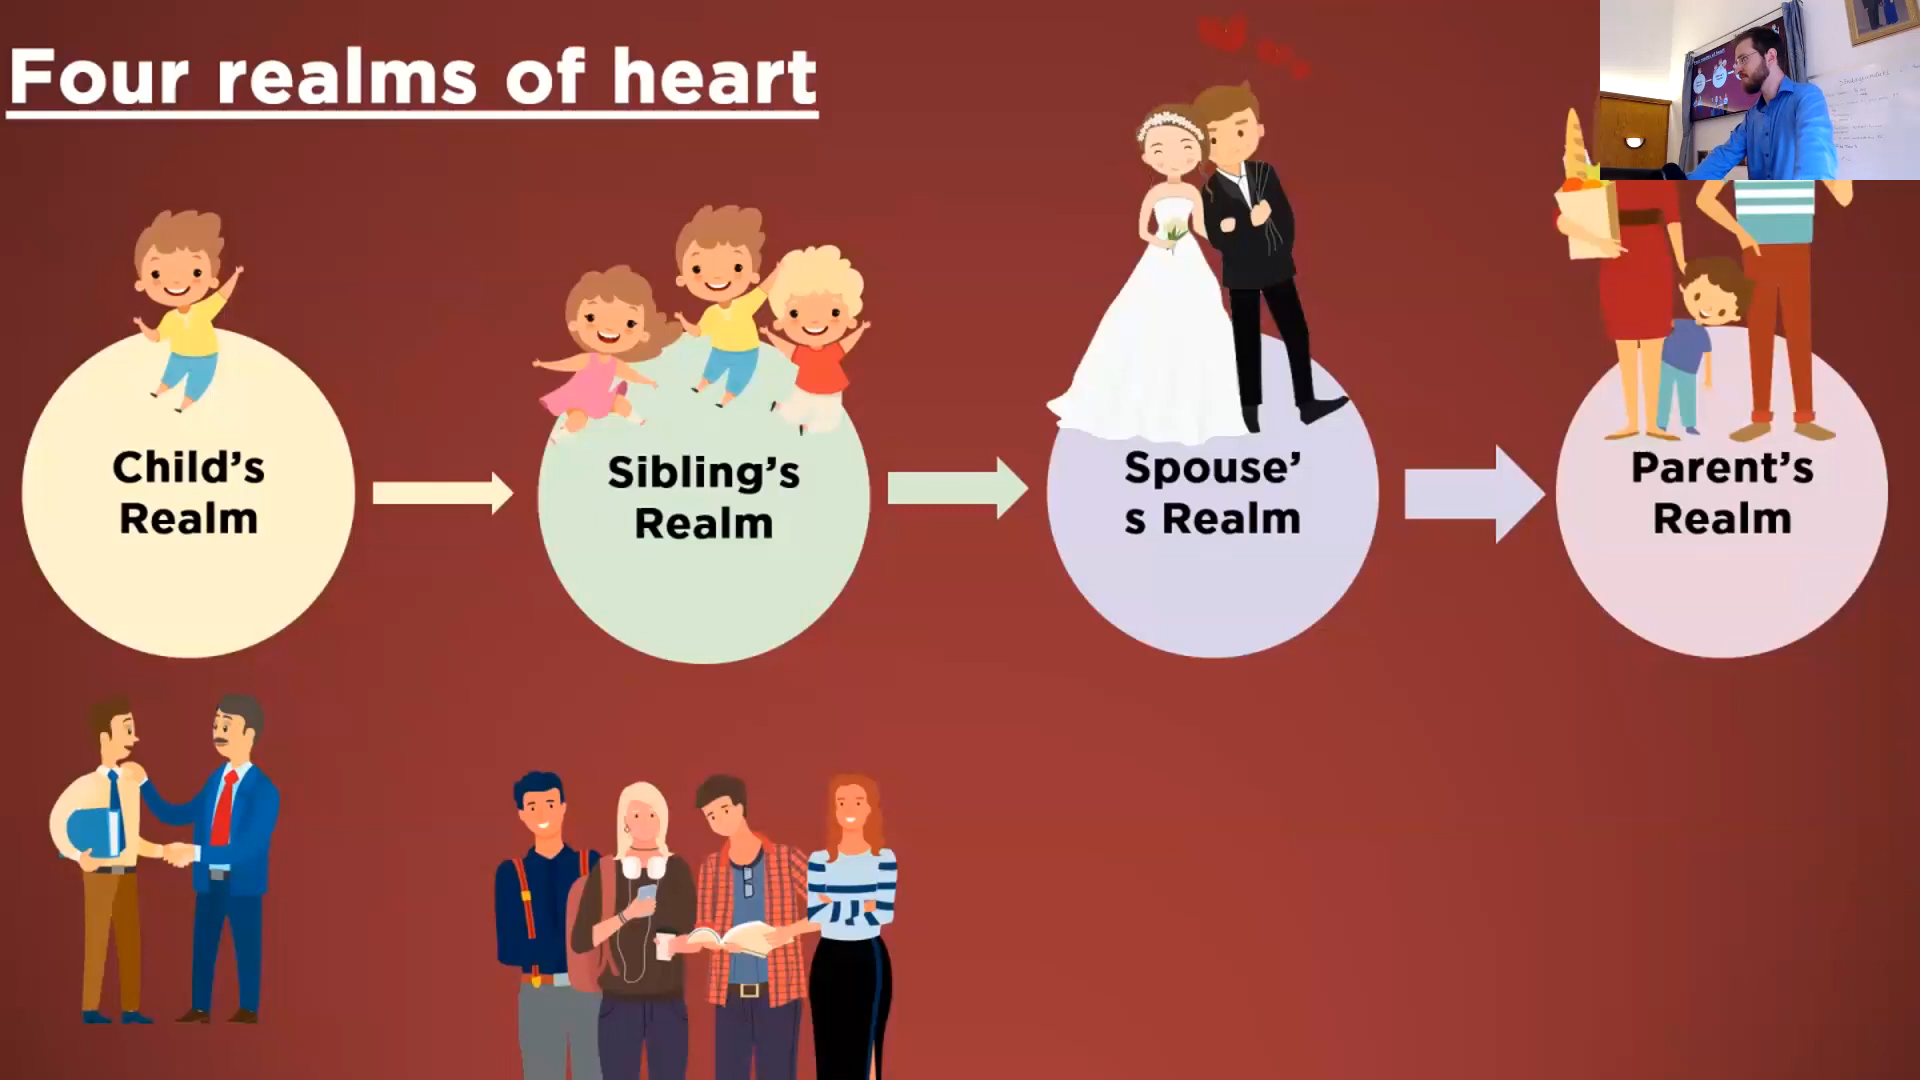 Four realms of heart
Child's
Realm
Sibling's
Realm
Spouse'
s Realm
Parent's
Realm